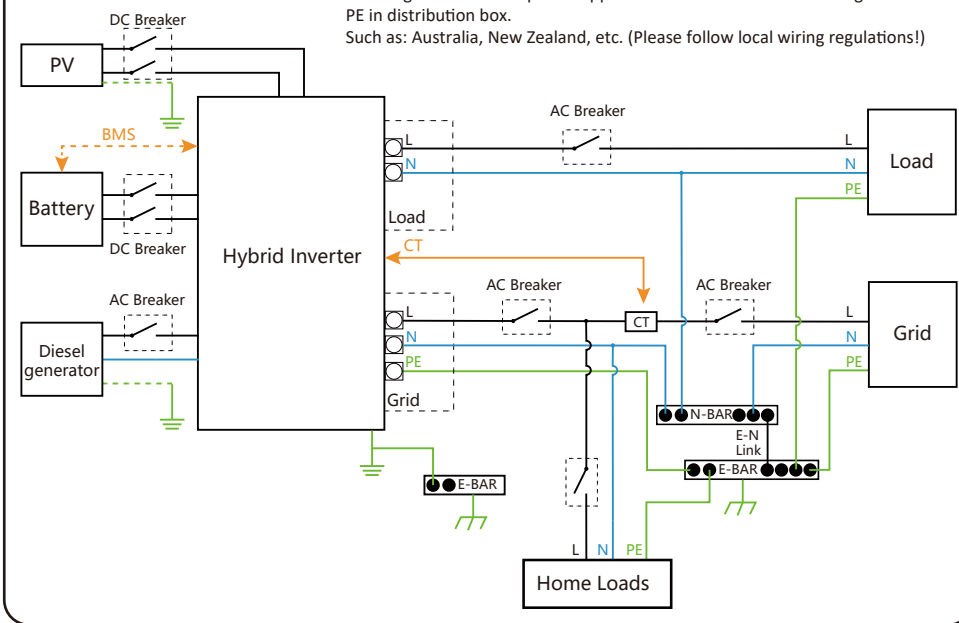 PE in distribution box.
Such as: Australia, New Zealand, etc. (Please follow local wiring regulations!)
DC Breaker
PV
BMS
Battery
DC Breaker
AC Breaker
Diesel
generator
Hybrid Inverter
L
N
Load
CT
L
N
PE
Grid
AC Breaker
L
N
PE
Load
AC Breaker
CT
AC Breaker
L
N
PE
Grid
N-BAR
E-N
Link
E-BAR
E-BAR
L N PE
Home Loads